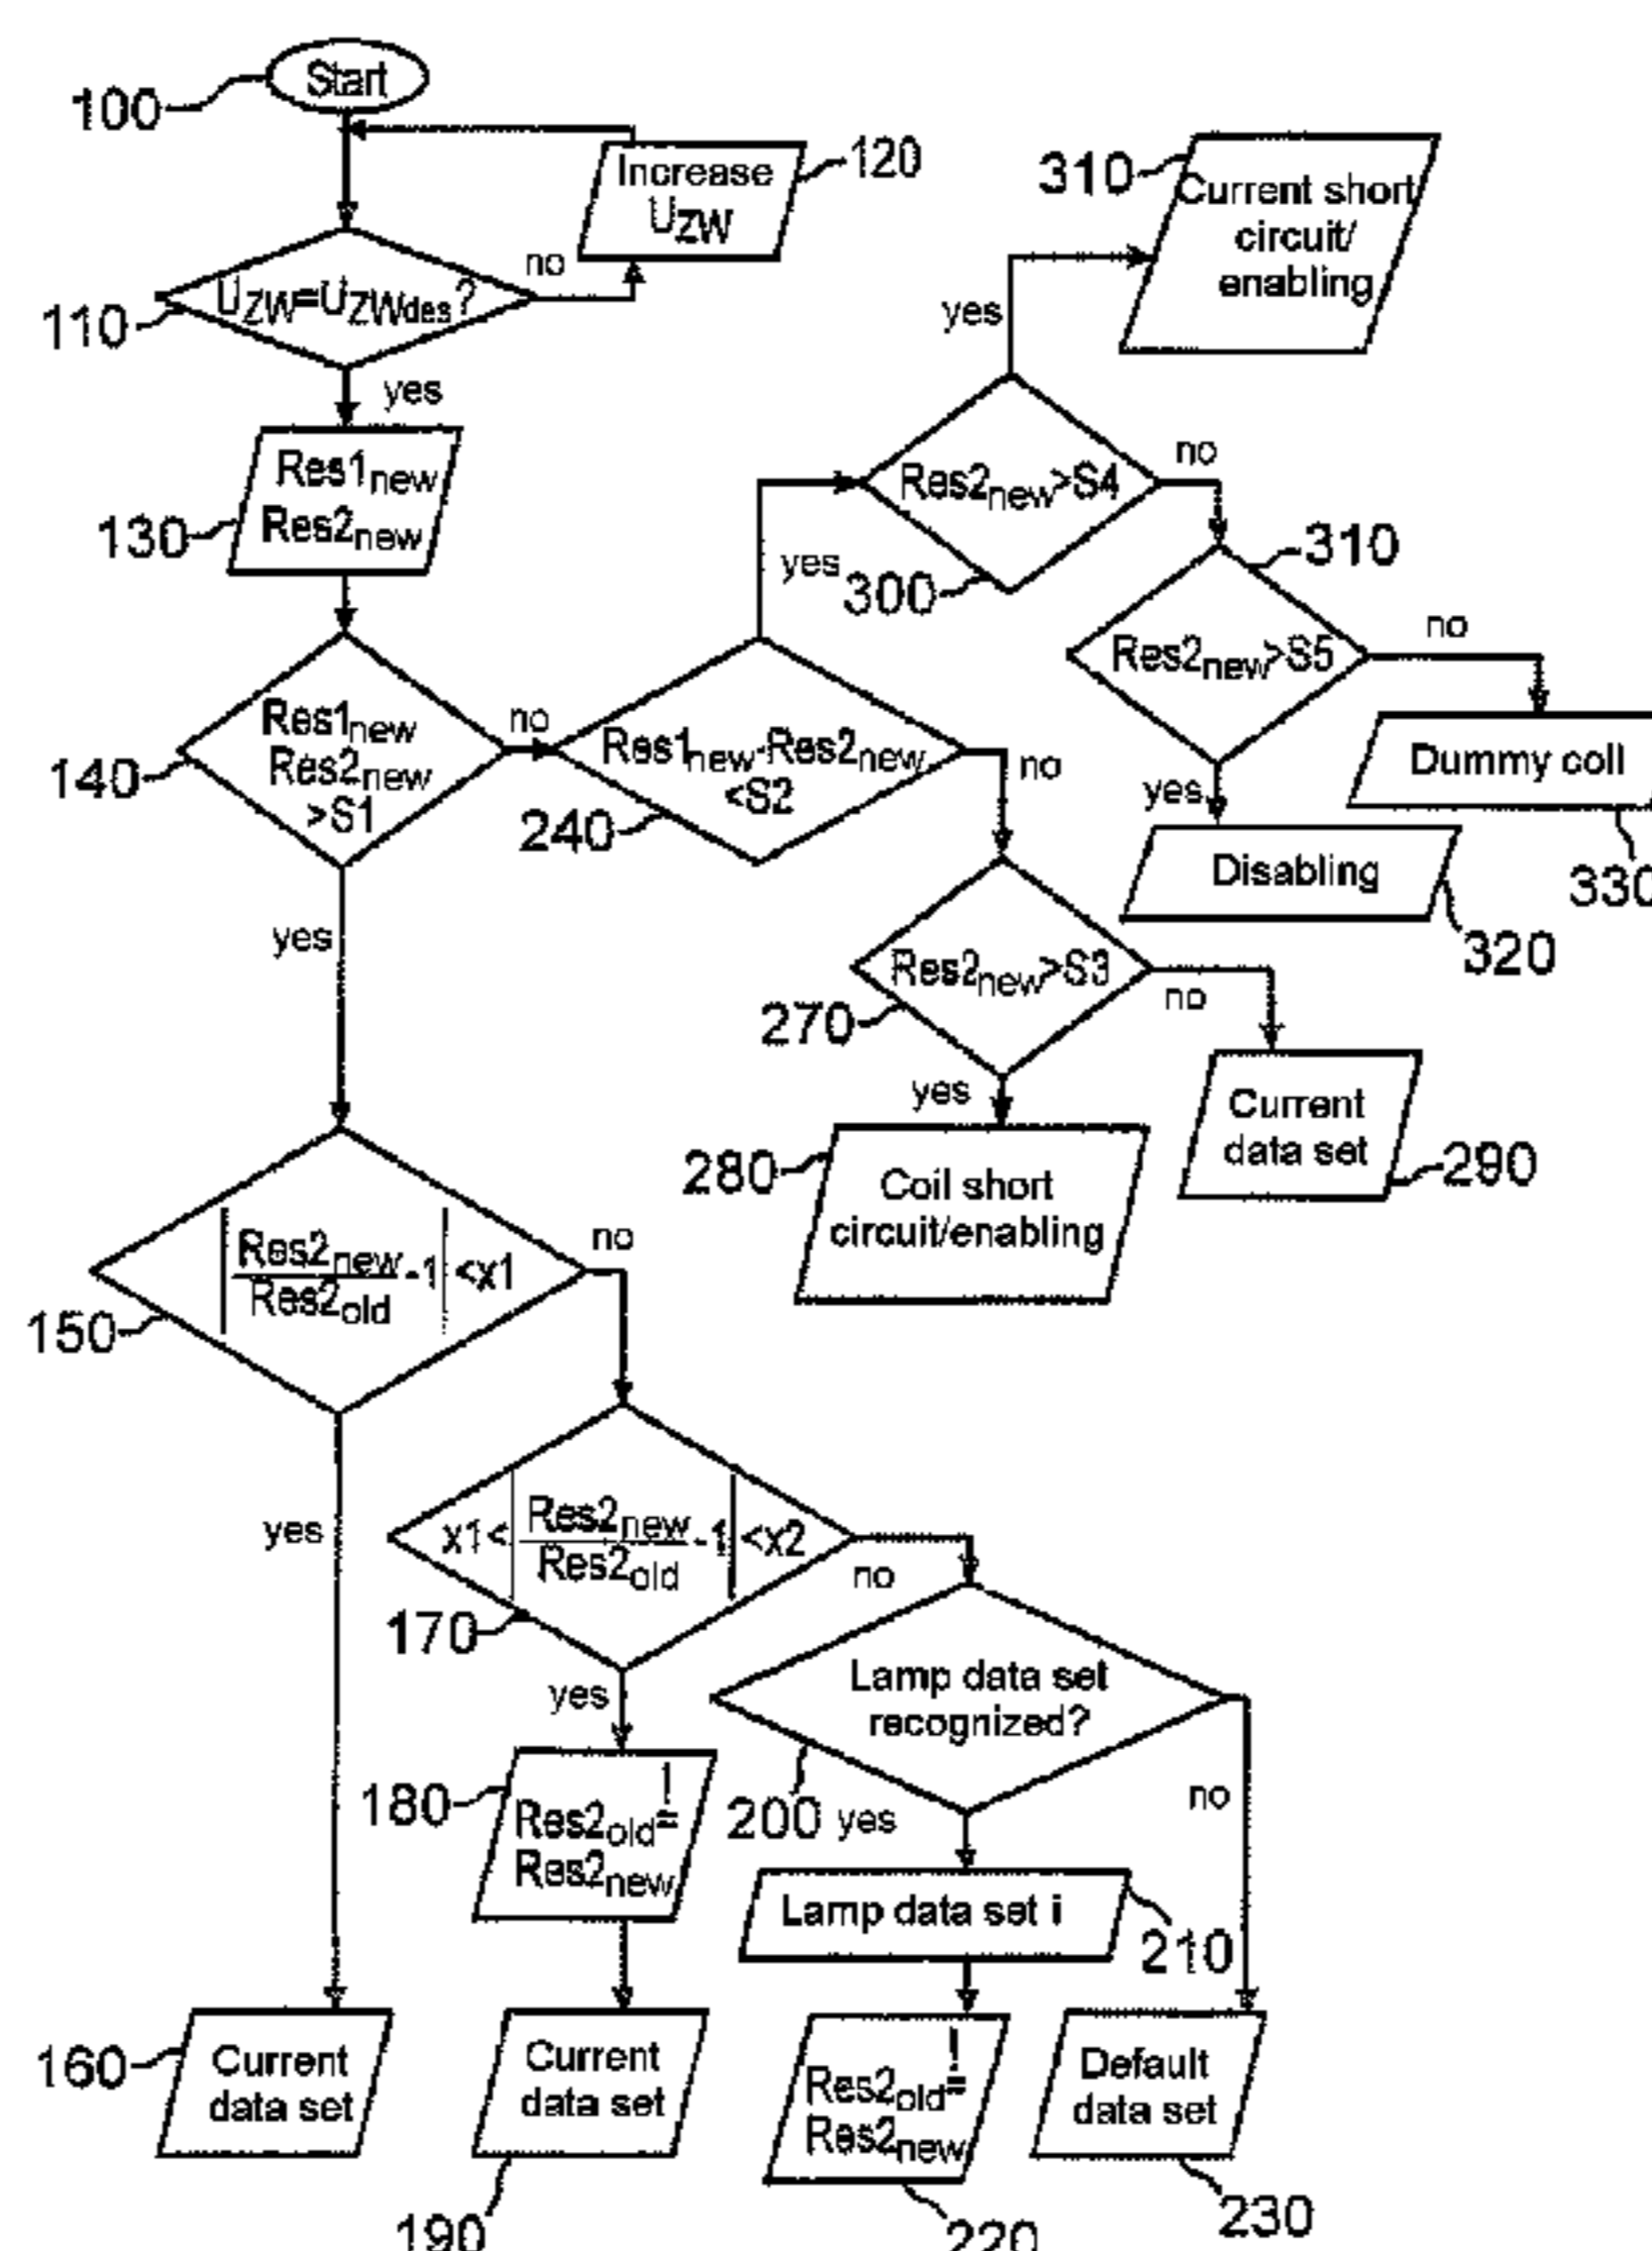 Start
100
Increase
UZW
120
UZW=UZWdes?
no
110
yes
Res1new
Res2new
130
Res1new
Res2new
>S1
140
no
yes
Res1new-Res2new
<S2
240
yes
no
Res2new>S4
300
yes
no
310
Current short
circuit/
enabling
310
Res2new>S5
no
yes
Dummy coll
330
Disabling
320
Res2new>S3
270
no
yes
Current
data set
290
280
Coil short
circuit/enabling
Res2new
-1
<x1
Res2old
150
no
yes
x1<
Res2new
-1
<x2
Res2old
170
no
yes
Lamp data set
recognized?
200
yes
no
180
!
Res2old=
Res2new
Lamp data set i
210
160
Current
data set
Current
data set
190
!
Res2old=
Res2new
220
Default
data set
230